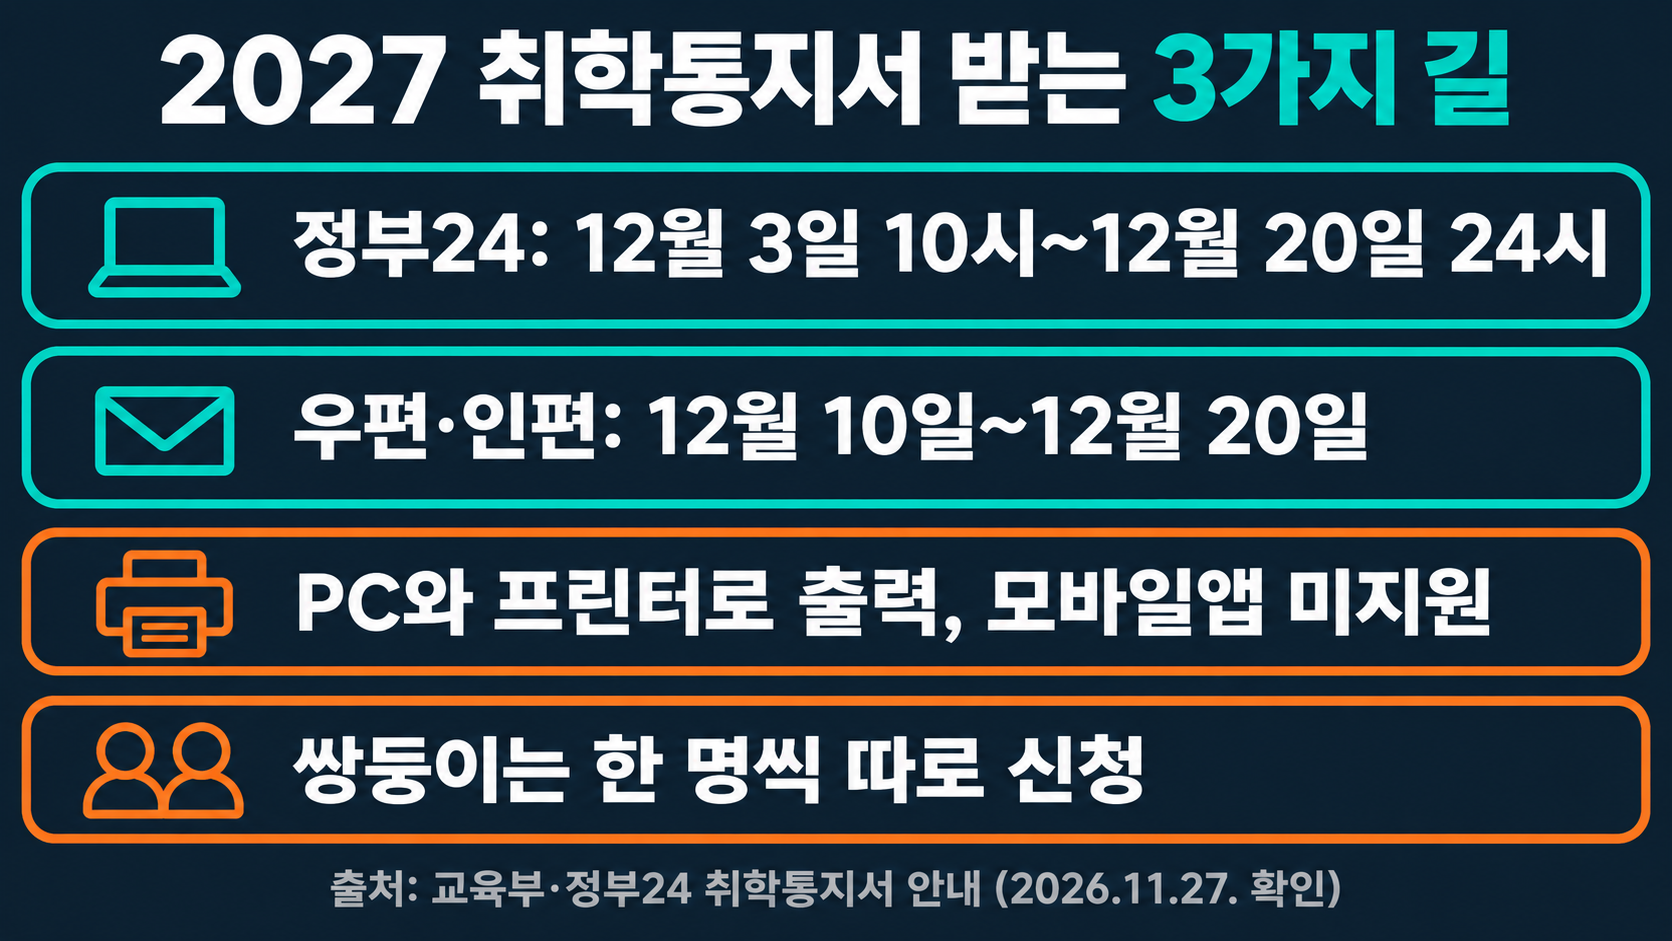 2027 취학통지서 받는 3가지 길
정부24: 12월 3일 10시~12월 20일 24시
우편·인편: 12월 10일~12월 20일
PC와 프린터로 출력, 모바일앱 미지원
쌍둥이는 한 명씩 따로 신청
출처: 교육부·정부24 취학통지서 안내 (2026.11.27. 확인)